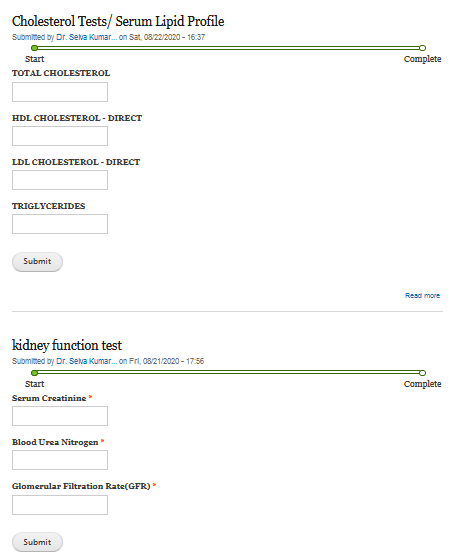 Cholesterol Tests/ Serum Lipid Profile
Submitted by Dr. Selva Kumar... on Sat, 08/22/2020 - 16:37
Start Complete
TOTAL CHOLESTEROL
HDL CHOLESTEROL - DIRECT
LDL CHOLESTEROL - DIRECT
TRIGLYCERIDES
Submit
Read more
kidney function test
Submitted by Dr. Selva Kumar... on Fri, 08/21/2020 - 17:56
Start Complete
Serum Creatinine *
Blood Urea Nitrogen *
Glomerular Filtration Rate(GFR) *
Submit